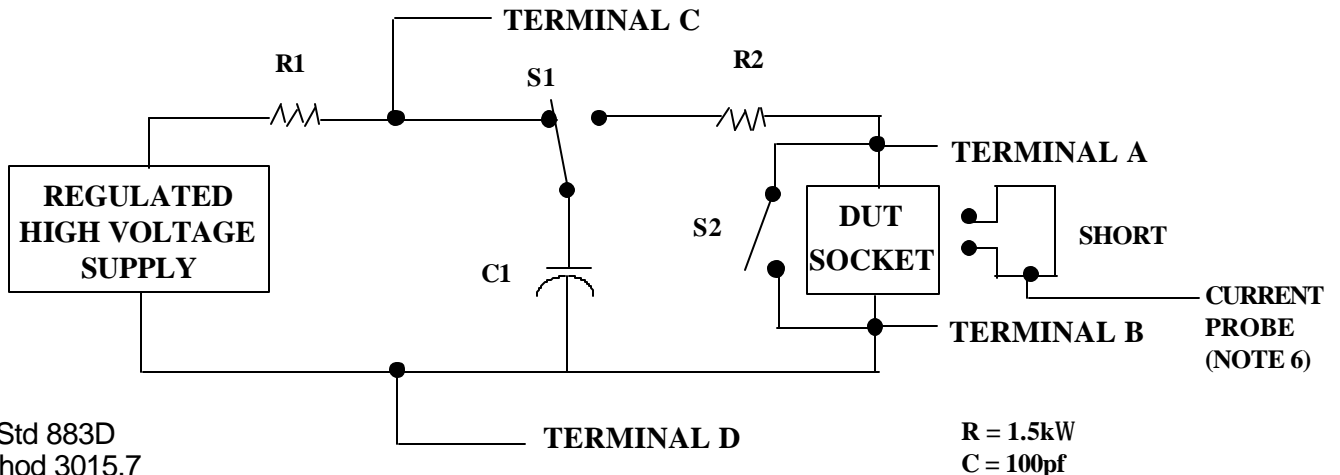 TERMINAL C
R1
S1
R2
TERMINAL A
REGULATED
HIGH VOLTAGE
SUPPLY
C1
S2
DUT
SOCKET
SHORT
CURRENT
PROBE
(NOTE 6)
TERMINAL B
Std 883D
hod 3015.7
TERMINAL D
R = 1.5kW
C = 100pf